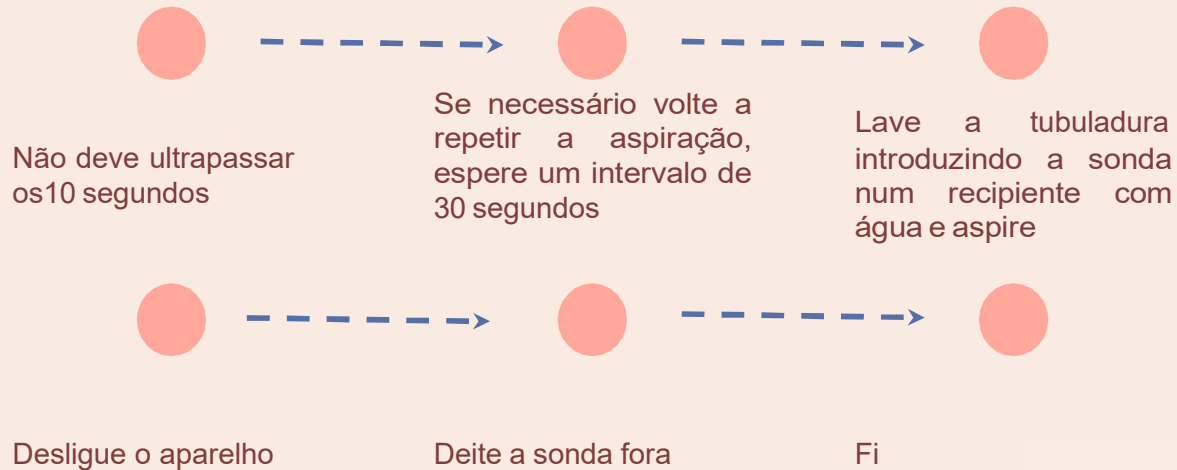 Não deve ultrapassar
os10 segundos
Se necessário volte a
repetir a aspiração,
espere um intervalo de
30 segundos
Lave a tubuladura
introduzindo a sonda
num recipiente com
água e aspire
Desligue o aparelho
Deite a sonda fora
Fi